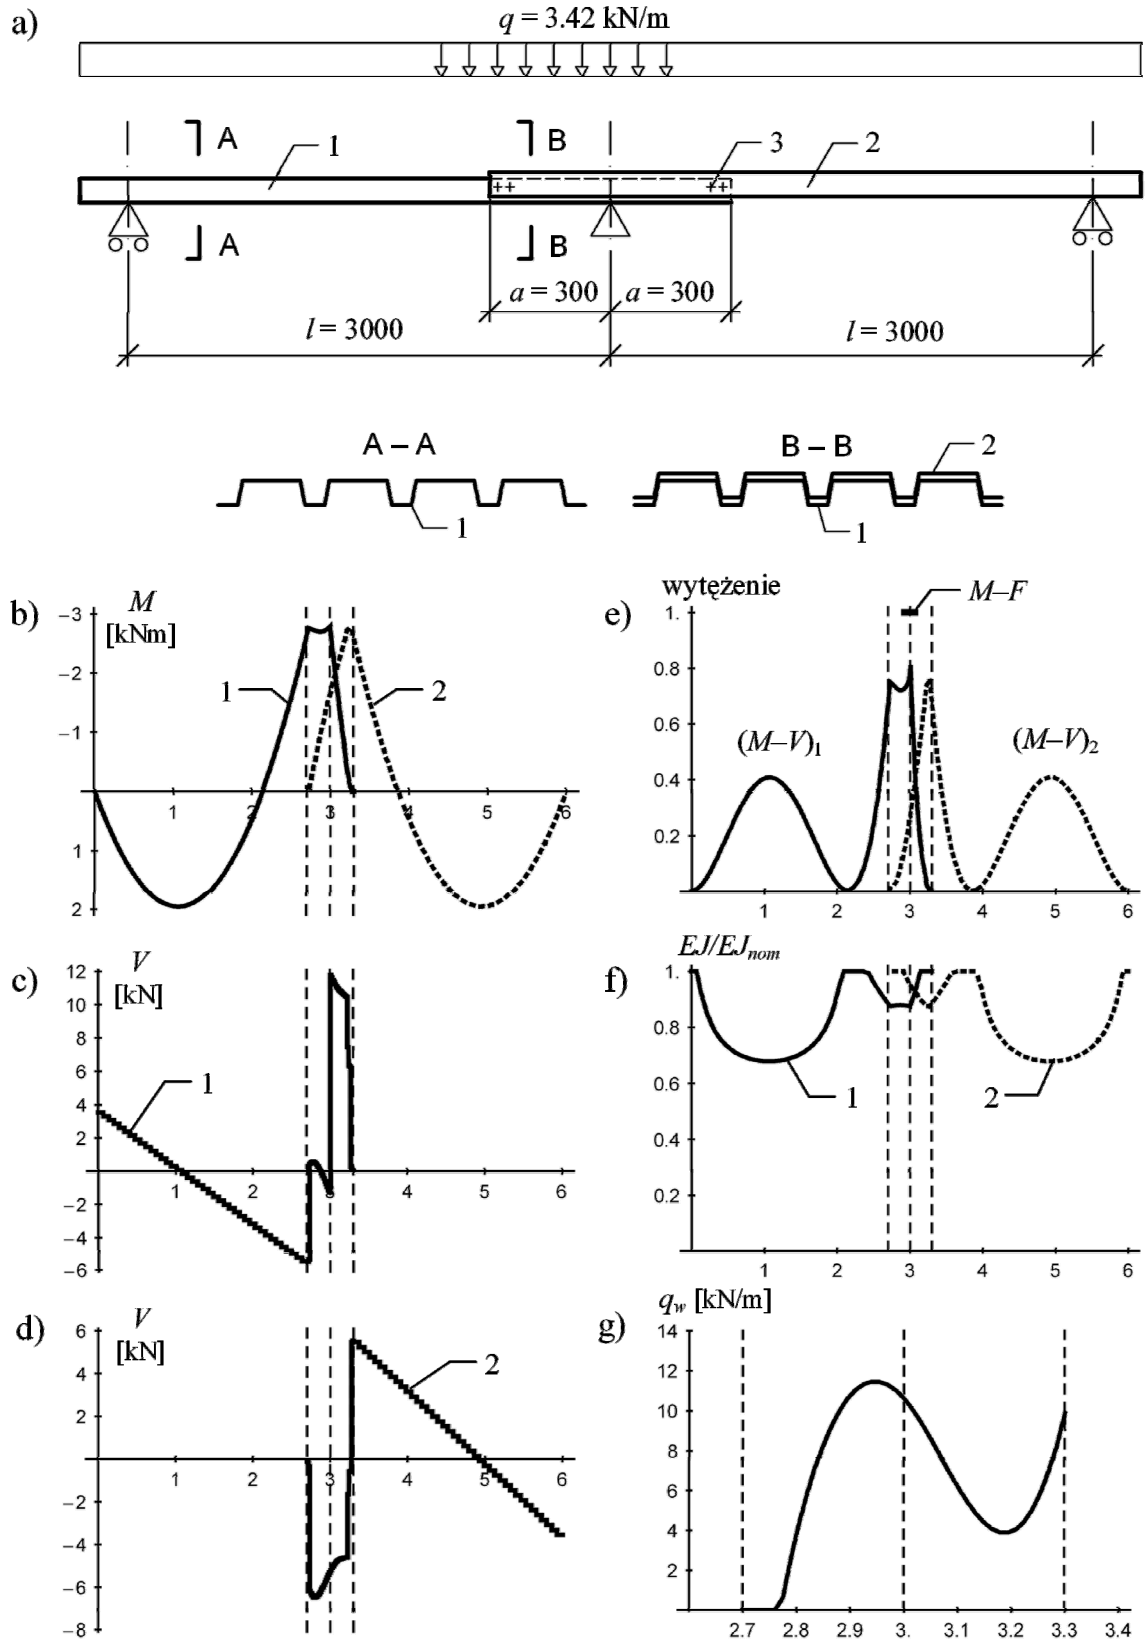 a)
q = 3.42 kN/m
A
B
1
3
2
A
B
a = 300
a = 300
l = 3000
l = 3000
A – A
B – B
2
1
1
b)
M
[kNm]
–3
–2
–1
1
2
1
2
1
2
3
4
5
6
e)
wytężenie
M–F
1.
0.8
0.6
0.4
0.2
(M–V)1
(M–V)2
1
2
3
4
5
6
c)
V
[kN]
12
10
8
6
4
2
–2
–4
–6
1
1
2
3
4
5
6
f)
EJ/EJnom
1.
0.8
0.6
0.4
0.2
1
2
1
2
3
4
5
6
d)
V
[kN]
6
4
2
–2
–4
–6
–8
2
1
2
3
4
5
6
g)
qw [kN/m]
14
12
10
8
6
4
2
2.7
2.8
2.9
3.
3.1
3.2
3.3
3.4